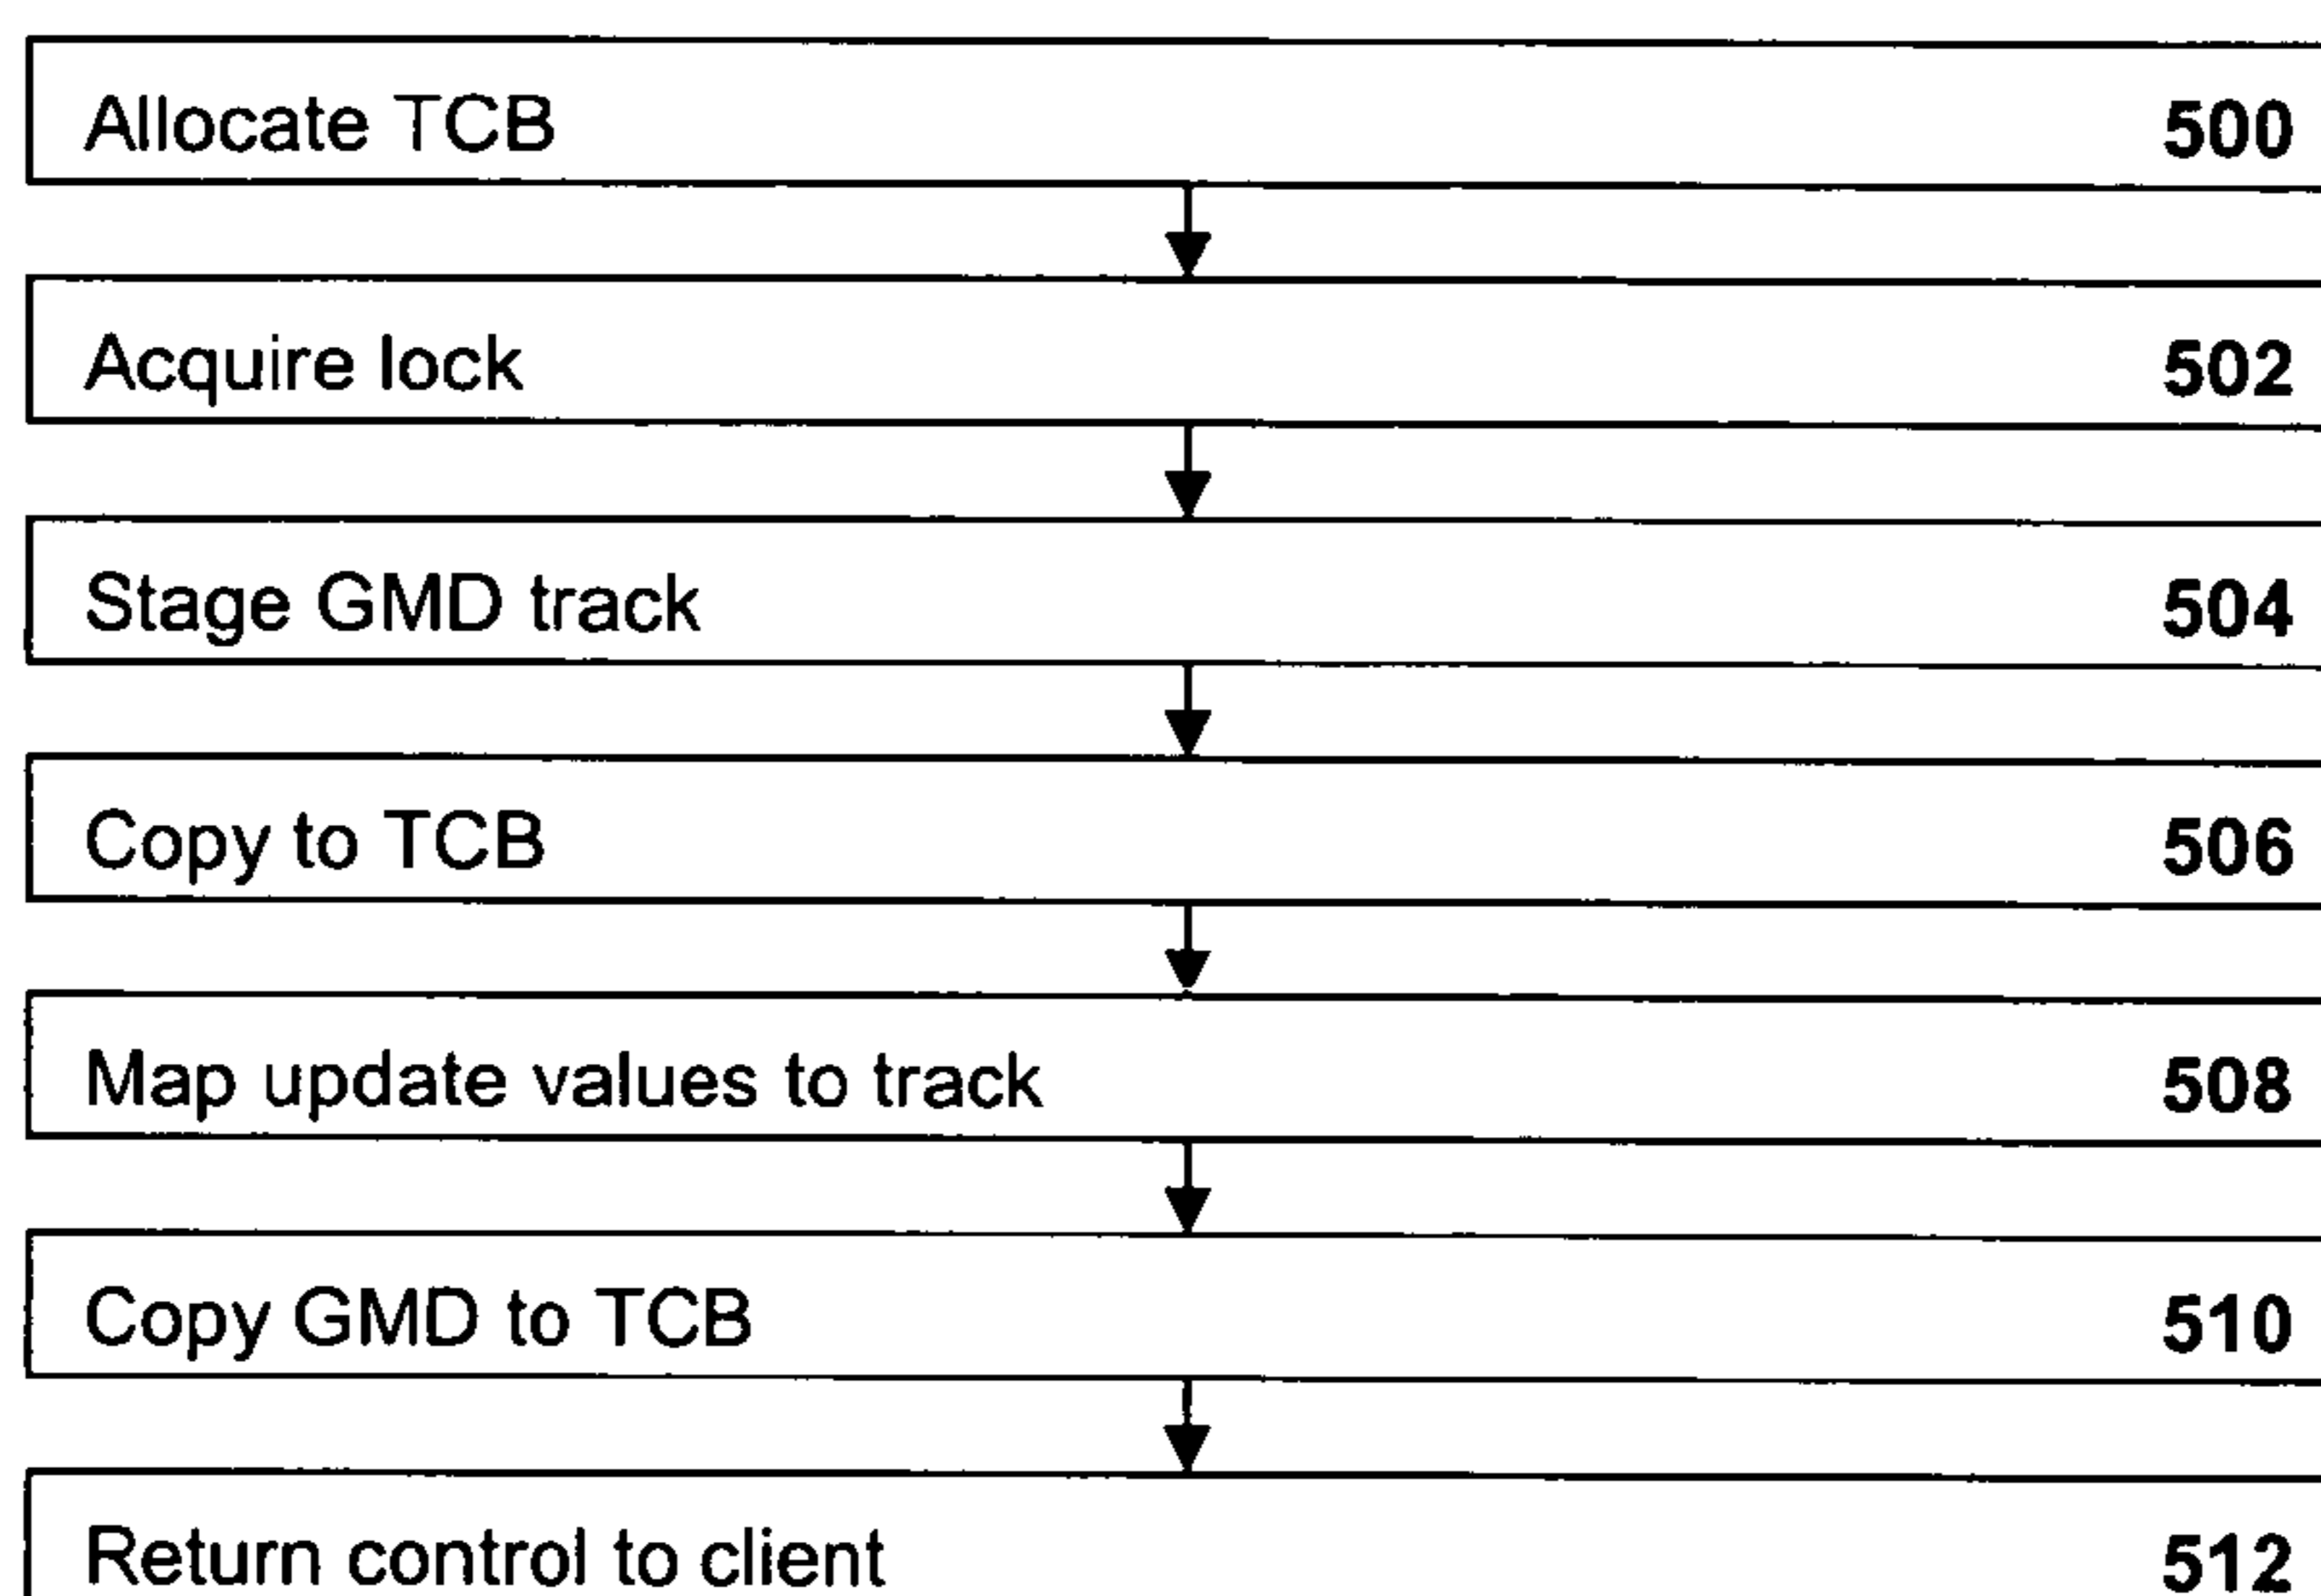 Allocate TCB 500
Acquire lock 502
Stage GMD track 504
Copy to TCB 506
Map update values to track 508
Copy GMD to TCB 510
Return control to client 512